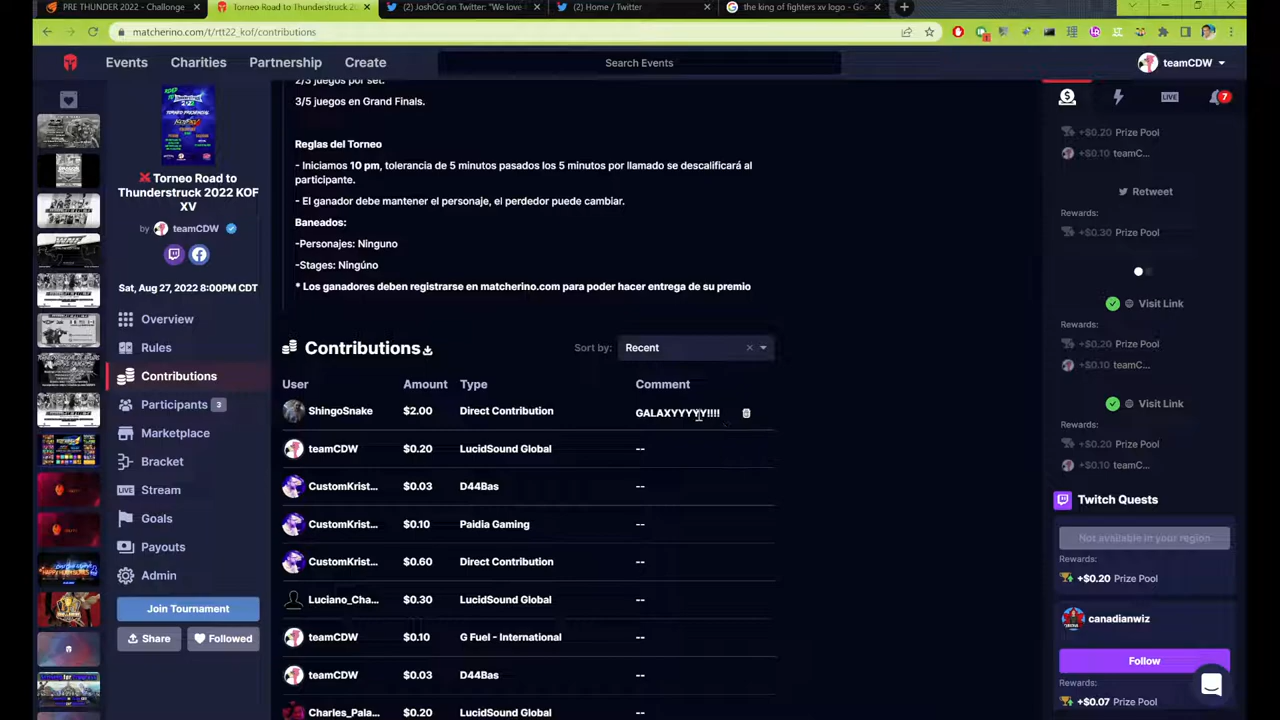 PRE THUNDER 2022 - Challonge
Torneo Road to Thunderstruck 20
(2) JoshOG on Twitter: "We love
(2) Home / Twitter
the king of fighters xv logo - Goo
matcherino.com/t/rtt22_kof/contributions
Events
Charities
Partnership
Create
Search Events
teamCDW
2/3 juegos por set.
3/5 juegos en Grand Finals.
Reglas del Torneo
- Iniciamos 10 pm, tolerancia de 5 minutos pasados los 5 minutos por llamado se descalificará al
participante.
- El ganador debe mantener el personaje, el perdedor puede cambiar.
Baneados:
-Personajes: Ninguno
-Stages: Ningúno
* Los ganadores deben registrarse en matcherino.com para poder hacer entrega de su premio
Torneo Road to
Thunderstruck 2022 KOF
XV
by teamCDW
Sat, Aug 27, 2022 8:00PM CDT
Overview
Rules
Contributions
Participants 3
Marketplace
Bracket
Stream
Goals
Payouts
Admin
Join Tournament
Share
Followed
Contributions
Sort by: Recent
User Amount Type Comment
Shingosnake $2.00 Direct Contribution GALAXYYYYY!!!!
teamCDW $0.20 LucidSound Global --
CustomKrist... $0.03 D44Bas --
CustomKrist... $0.10 Paidia Gaming --
CustomKrist... $0.60 Direct Contribution --
Luciano_Cha... $0.30 LucidSound Global --
teamCDW $0.10 G Fuel - International --
teamCDW $0.03 D44Bas --
Charles_Pala... $0.20 LucidSound Global --
LIVE
7
+$0.20 Prize Pool
+$0.10 teamC...
Retweet
Rewards:
+$0.30 Prize Pool
Visit Link
Rewards:
+$0.20 Prize Pool
+$0.10 teamC...
Visit Link
Rewards:
+$0.20 Prize Pool
+$0.10 teamC...
Twitch Quests
Not available in your region
Rewards:
+$0.20 Prize Pool
canadianwiz
Follow
Rewards:
+$0.07 Prize Pool